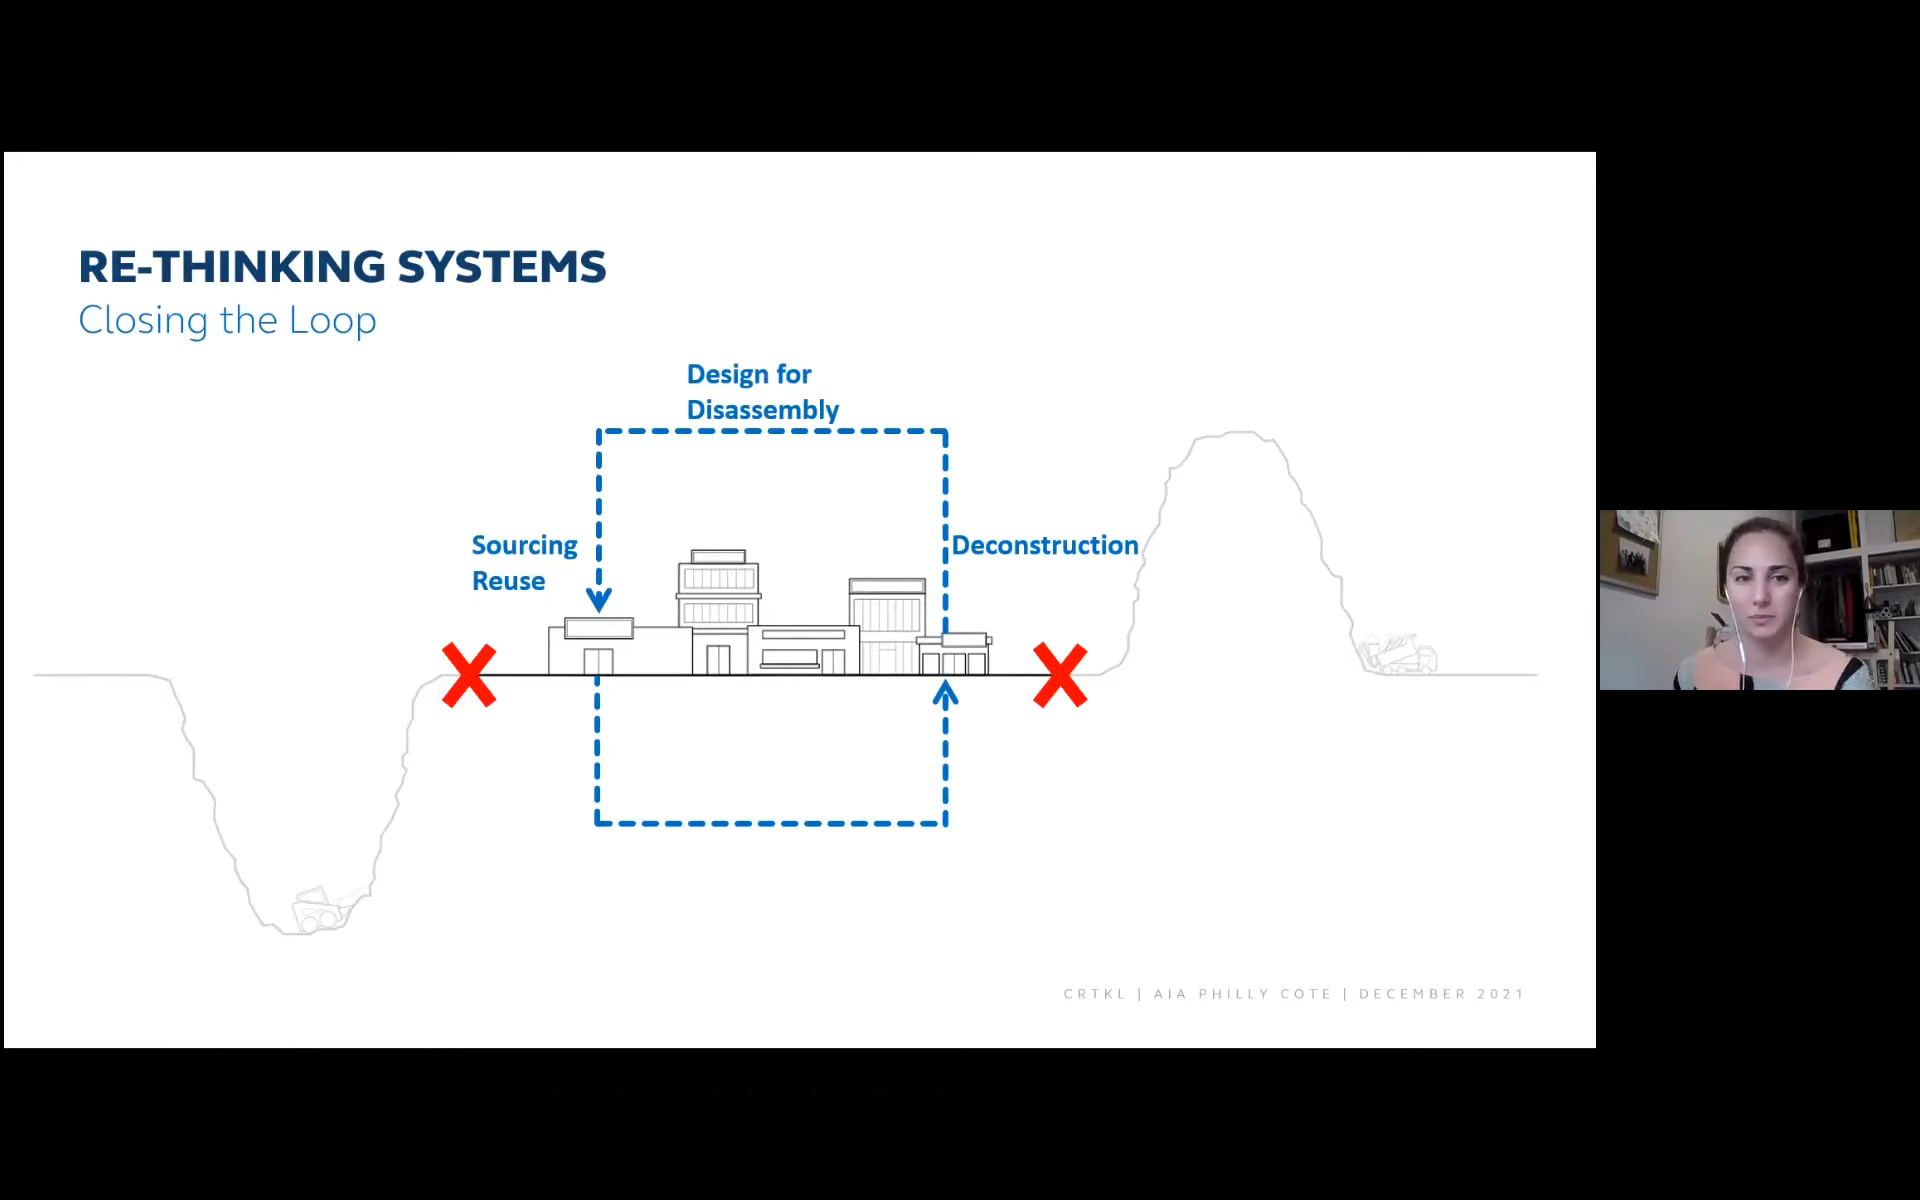 RE-THINKING SYSTEMS
Closing the Loop
Design for
Disassembly
Sourcing
Reuse
Deconstruction
CRTKL | AIA PHILLY COTE | DECEMBER 2021